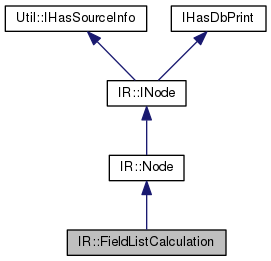 Util::IHasSourceInfo
IHasDbPrint
IR::INode
IR::Node
IR::FieldListCalculation